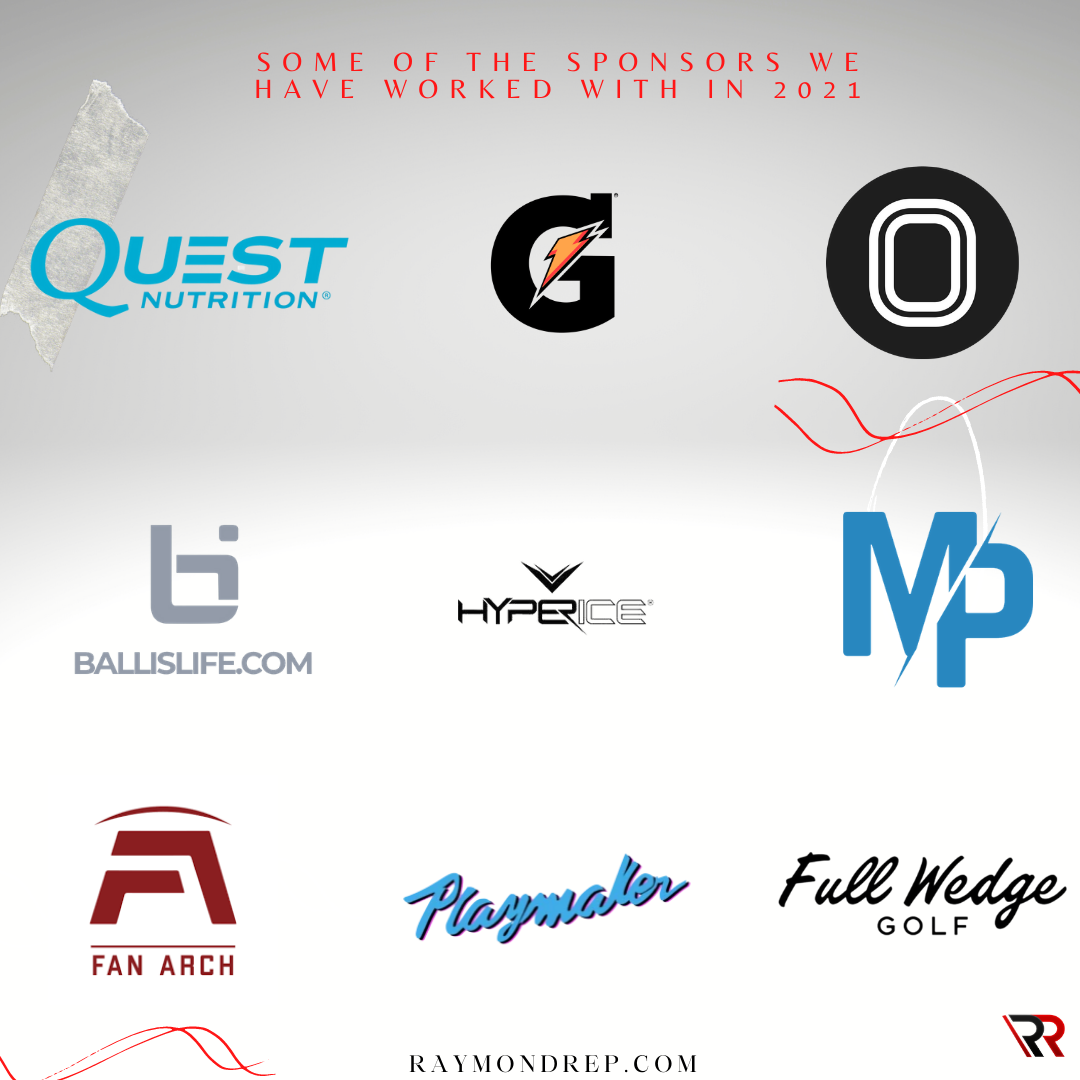 SOME OF THE SPONSORS WE
HAVE WORKED WITH IN 2021
QUEST
NUTRITION®
G
O
BALLISLIFE.COM
HYPERICE®
MP
FAN ARCH
Playmaker
Full Wedge
GOLF
RR
RAYMONDREP.COM